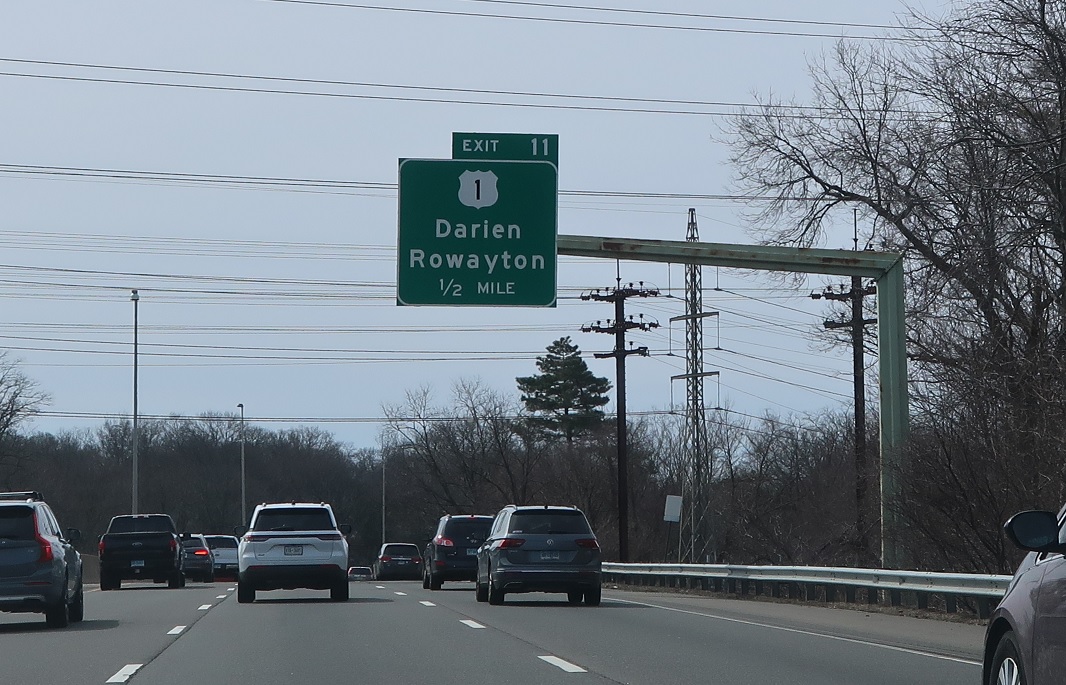 EXIT 11
1
Darien
Rowayton
1/2 MILE